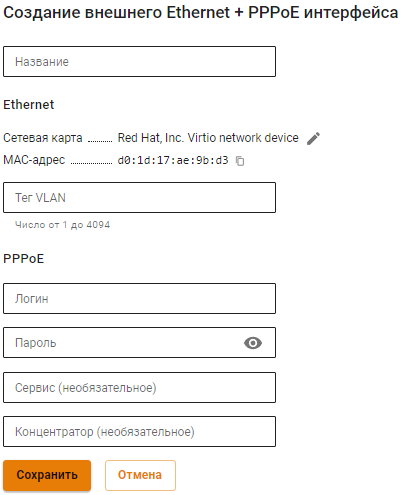 Создание внешнего Ethernet + PPPoE интерфейса
Название
Ethernet
Сетевая карта ........ Red Hat, Inc. Virtio network device
MAC-адрес ............. d0:1d:17:ae:9b:d3
Тег VLAN
Число от 1 до 4094
PPPoE
Логин
Пароль
Сервис (необязательное)
Концентратор (необязательное)
Сохранить Отмена